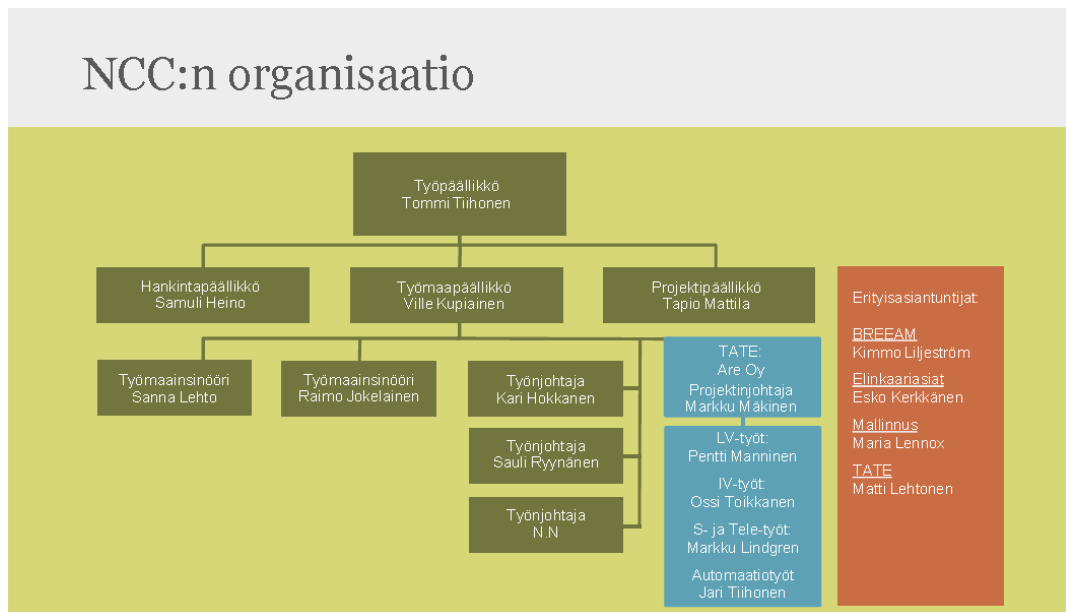 NCC:n organisaatio
Työpäällikkö
Tommi Tiihonen
Hankintapäällikkö
Samuli Heino
Työmaapäällikkö
Ville Kupiainen
Projektipäällikkö
Tapio Mattila
Työmaainsinööri
Sanna Lehto
Työmaainsinööri
Raimo Jokelainen
Työnjohtaja
Kari Hokkanen
Työnjohtaja
Sauli Ryynänen
Työnjohtaja
N.N
TATE:
Are Oy
Projektinjohtaja
Markku Mäkinen
LV-työt:
Pentti Manninen
IV-työt:
Ossi Toikkanen
S- ja Tele-työt:
Markku Lindgren
Automaatiotyöt
Jari Tiihonen
Erityisasiantuntijat:
BREEAM
Kimmo Liljeström
Elinkaariasiat
Esko Kerkkänen
Mallinnus
Maria Lennox
TATE
Matti Lehtonen